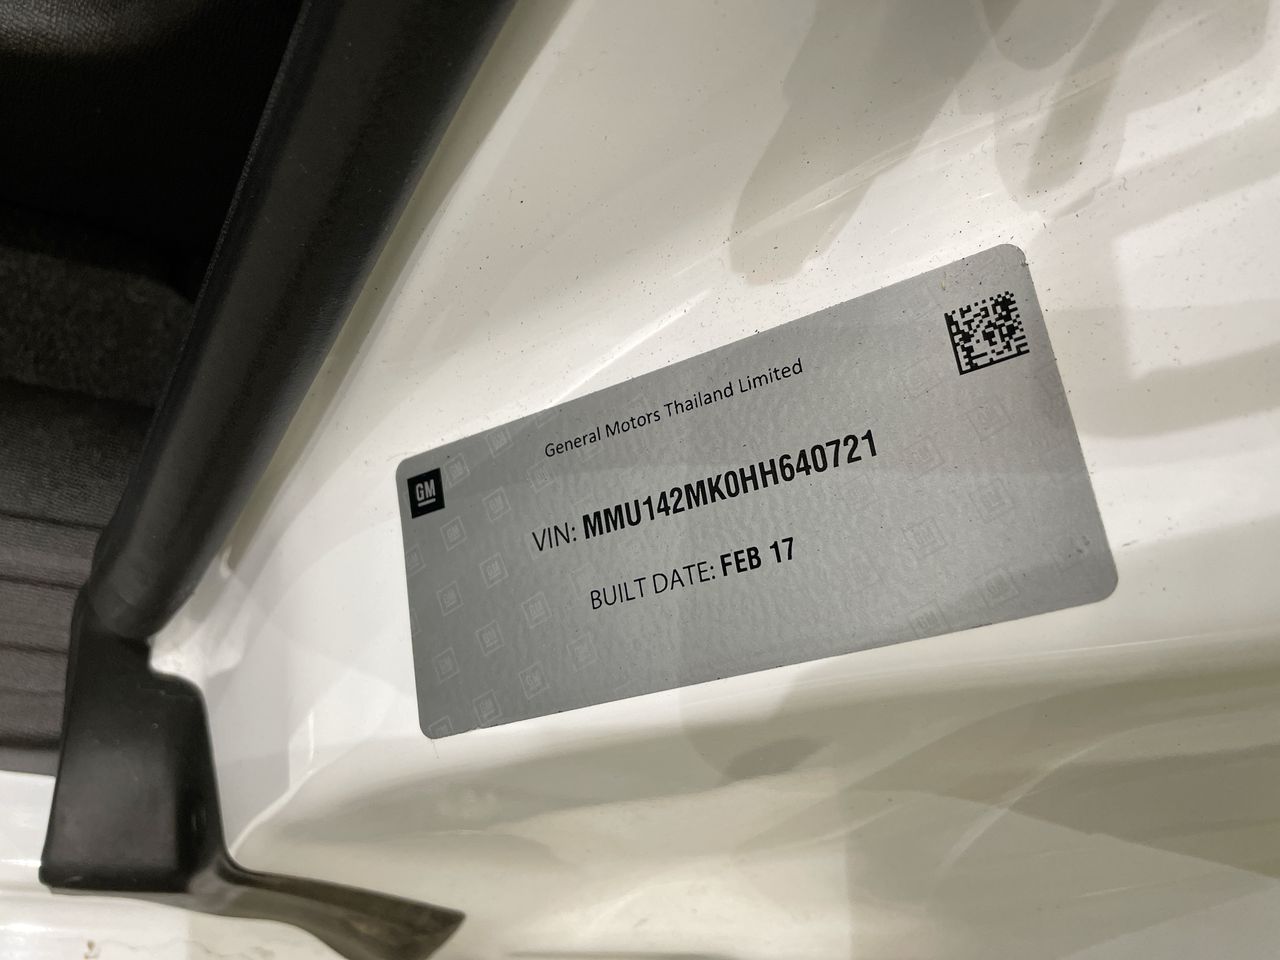 General Motors Thailand Limited
GM
VIN: MMU142MK0HH640721
BUILT DATE: FEB 17